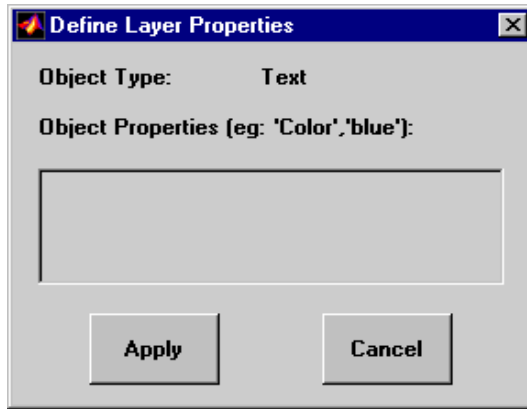 Define Layer Properties
Object Type: Text
Object Properties (eg: 'Color','blue'):
Apply Cancel